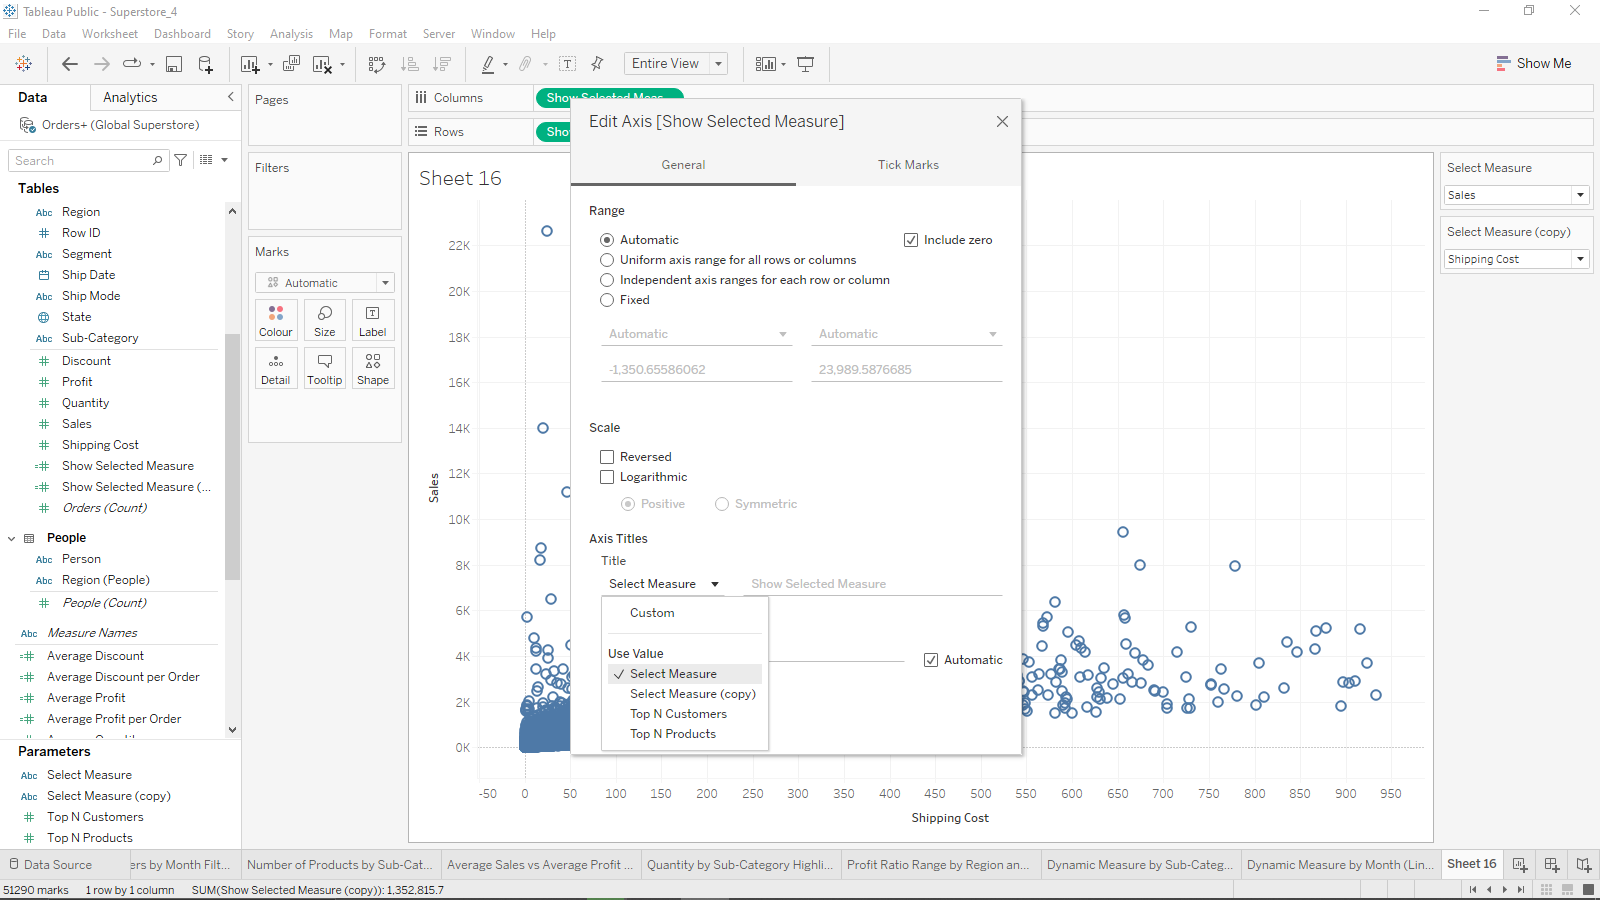 Tableau Public - Superstore_4
File Data Worksheet Dashboard Story Analysis Map Format Server Window Help
Entire View
Show Me
Data
Analytics
Orders+ (Global Superstore)
Search
Tables
Abc Region
Row ID
Abc Segment
Ship Date
Abc Ship Mode
State
Abc Sub-Category
Discount
Profit
Quantity
Sales
Shipping Cost
Show Selected Measure
Show Selected Measure (...
Orders (Count)
People
Abc Person
Abc Region (People)
People (Count)
Abc Measure Names
Average Discount
Average Discount per Order
Average Profit
Average Profit per Order
Parameters
Abc Select Measure
Abc Select Measure (copy)
Top N Customers
Top N Products
Pages
Filters
Marks
Automatic
Colour
Size
Label
Detail
Tooltip
Shape
Columns
Rows
Sheet 16
Sales
22K
20K
18K
16K
14K
12K
10K
8K
6K
4K
2K
0K
-50 0 50 100 150 200 250 300 350 400 450 500 550 600 650 700 750 800 850 900 950
Shipping Cost
Edit Axis [Show Selected Measure]
General
Tick Marks
Range
Automatic
Include zero
Uniform axis range for all rows or columns
Independent axis ranges for each row or column
Fixed
Automatic
Automatic
-1,350.65586062
23,989.5876685
Scale
Reversed
Logarithmic
Positive
Symmetric
Axis Titles
Title
Select Measure
Show Selected Measure
Custom
Use Value
Select Measure
Select Measure (copy)
Top N Customers
Top N Products
Automatic
Select Measure
Sales
Select Measure (copy)
Shipping Cost
Data Source
ers by Month Filt...
Number of Products by Sub-Cat...
Average Sales vs Average Profit ...
Quantity by Sub-Category Highli...
Profit Ratio Range by Region an...
Dynamic Measure by Sub-Categ...
Dynamic Measure by Month (Lin...
Sheet 16
51290 marks
1 row by 1 column
SUM(Show Selected Measure (copy)): 1,352,815.7